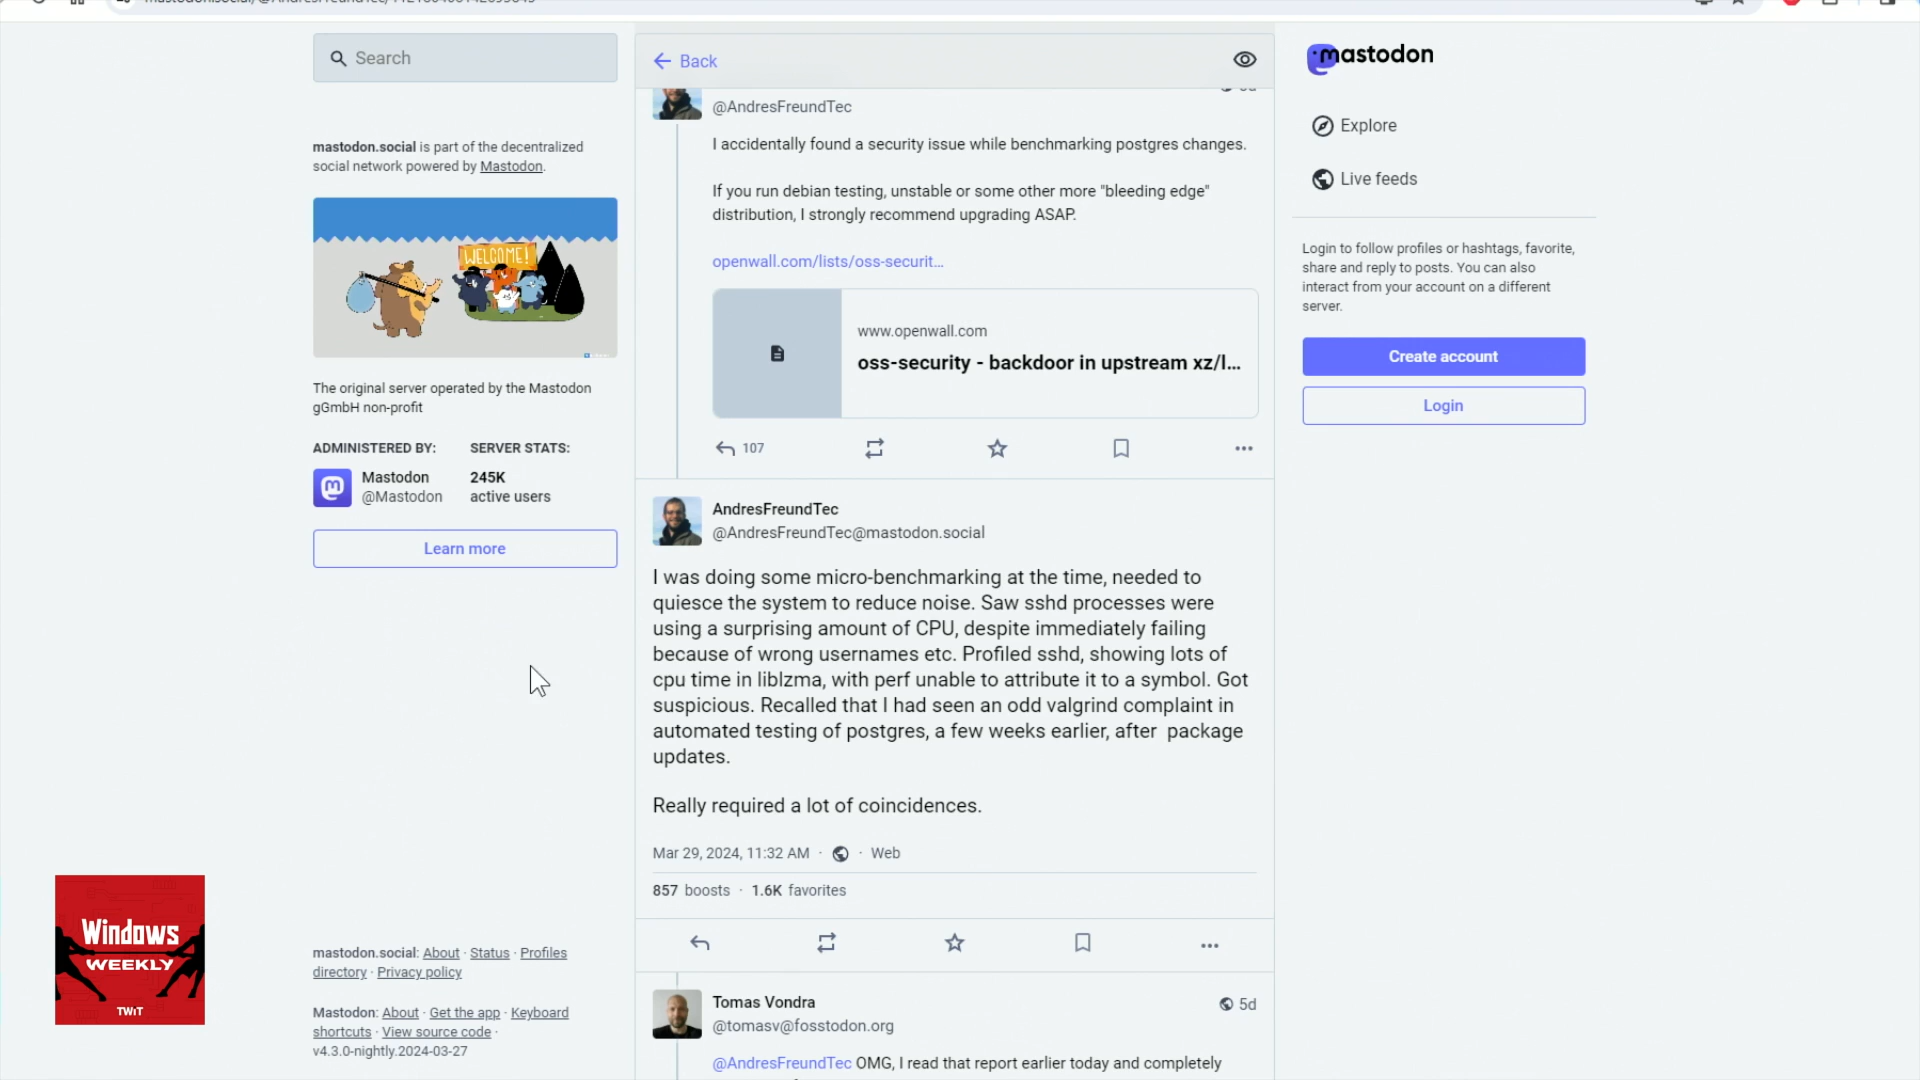 Search
mastodon.social is part of the decentralized
social network powered by Mastodon.
WELCOME!
The original server operated by the Mastodon
gGmbH non-profit
ADMINISTERED BY:
Mastodon
@Mastodon
SERVER STATS:
245K
active users
Learn more
mastodon.social: About · Status · Profiles
directory · Privacy policy
Mastodon: About · Get the app · Keyboard
shortcuts · View source code ·
v4.3.0-nightly.2024-03-27
Windows
WEEKLY
TWiT
Back
@AndresFreundTec
I accidentally found a security issue while benchmarking postgres changes.
If you run debian testing, unstable or some other more "bleeding edge"
distribution, I strongly recommend upgrading ASAP.
openwall.com/lists/oss-securit…
www.openwall.com
oss-security - backdoor in upstream xz/l...
107
AndresFreundTec
@AndresFreundTec@mastodon.social
I was doing some micro-benchmarking at the time, needed to
quiesce the system to reduce noise. Saw sshd processes were
using a surprising amount of CPU, despite immediately failing
because of wrong usernames etc. Profiled sshd, showing lots of
cpu time in liblzma, with perf unable to attribute it to a symbol. Got
suspicious. Recalled that I had seen an odd valgrind complaint in
automated testing of postgres, a few weeks earlier, after package
updates.
Really required a lot of coincidences.
Mar 29, 2024, 11:32 AM · Web
857 boosts · 1.6K favorites
Tomas Vondra
5d
@tomasv@fosstodon.org
@AndresFreundTec OMG, I read that report earlier today and completely
mastodon
Explore
Live feeds
Login to follow profiles or hashtags, favorite,
share and reply to posts. You can also
interact from your account on a different
server.
Create account
Login